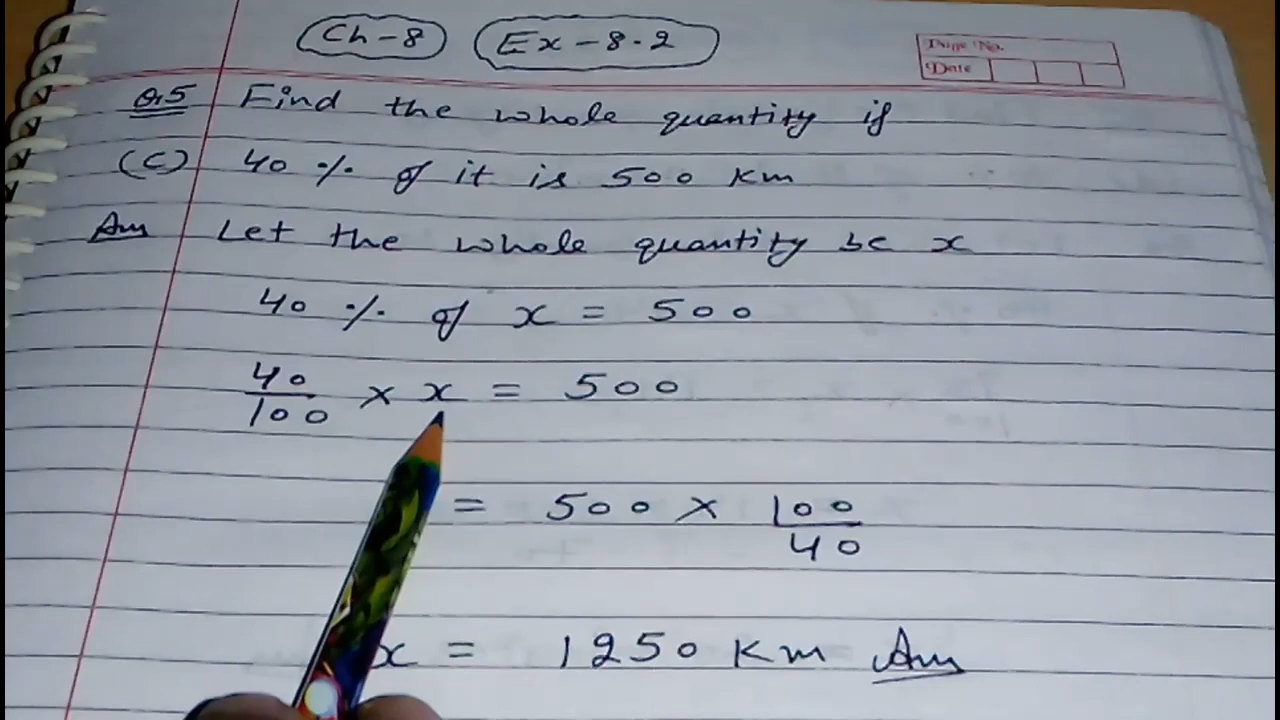 Ch-8 Ex-8.2
Page No.
Date
Q.5 Find the whole quantity if
(C) 40 % of it is 500 Km
Ans Let the whole quantity be x
40 % of x = 500
40/100 × x = 500
= 500 × 100/40
x = 1250 Km Ans